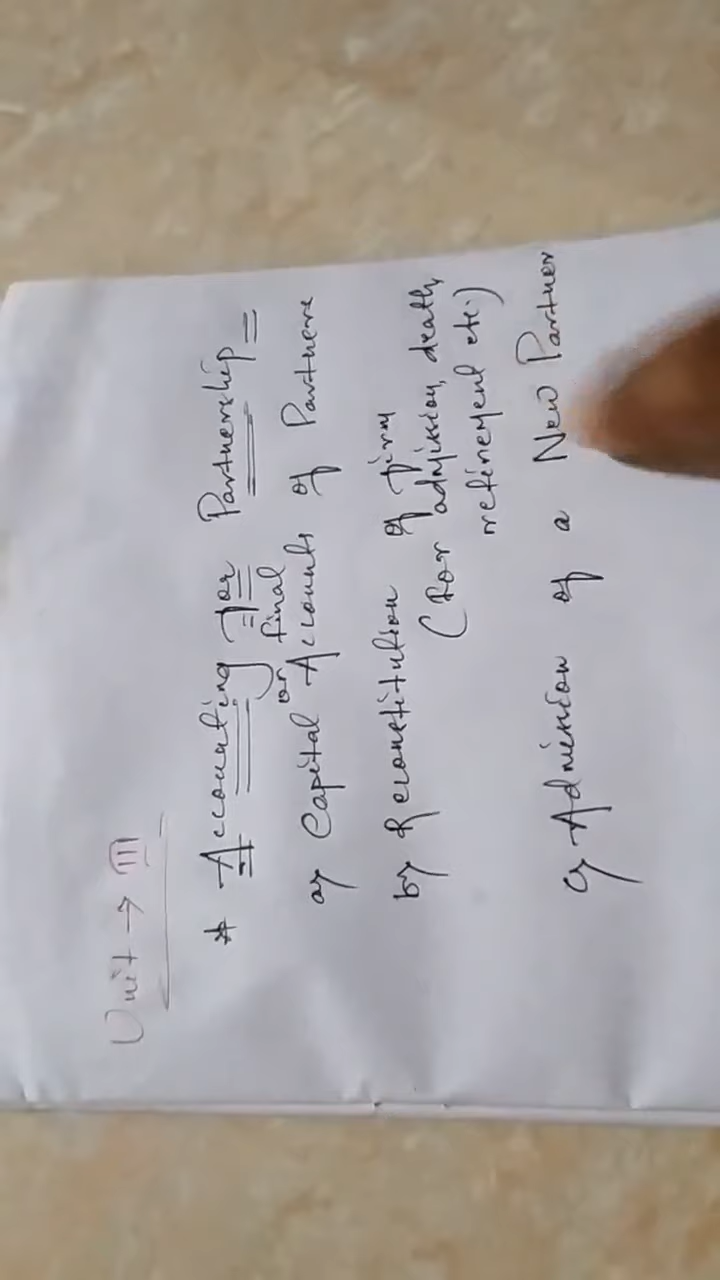 Unit → III
* Accounting for Partnership =
a) Capital or Final Accounts of Partners
b) Reconstitution of firm
(for admission, death,
retirement etc.)
c) Admission of a New Partner